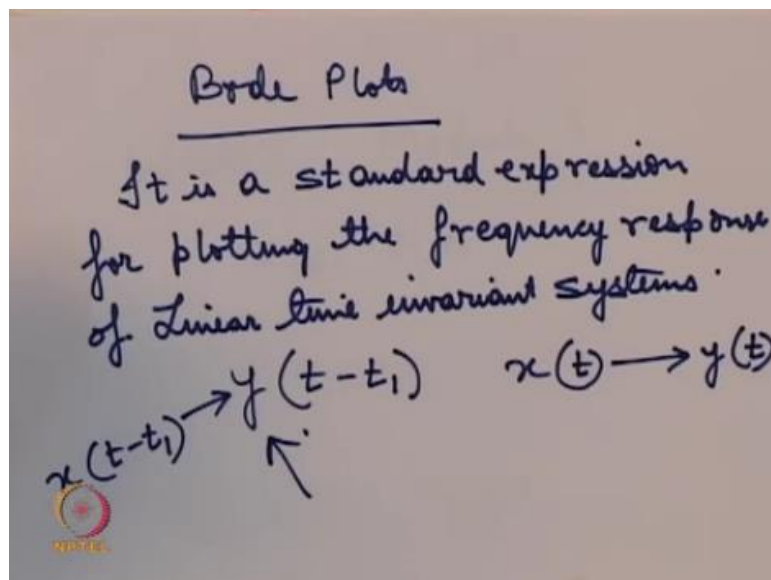 Bode Plots
It is a standard expression
for plotting the frequency response
of Linear time invariant systems.
x(t) → y(t)
x(t-t₁) → y(t-t₁)
NPTEL